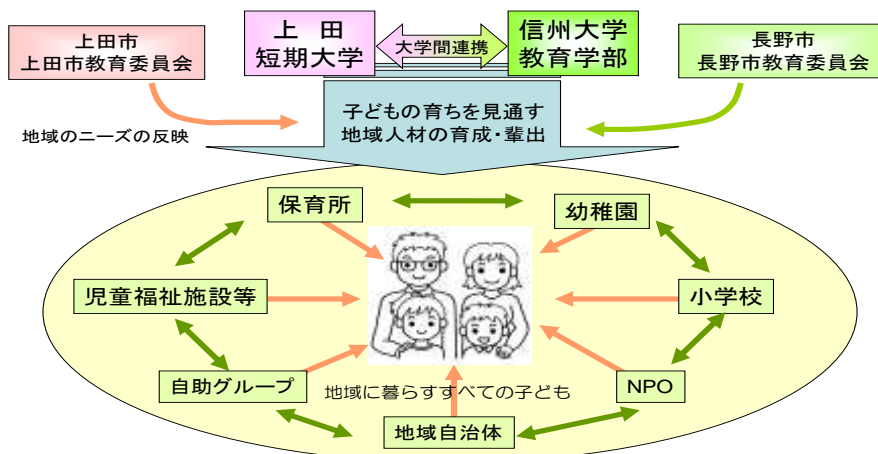 上田市
上田市教育委員会
上 田
短期大学
大学間連携
信州大学
教育学部
長野市
長野市教育委員会
子どもの育ちを見通す
地域人材の育成・輩出
地域のニーズの反映
保育所
幼稚園
児童福祉施設等
小学校
自助グループ
地域に暮らすすべての子ども
NPO
地域自治体